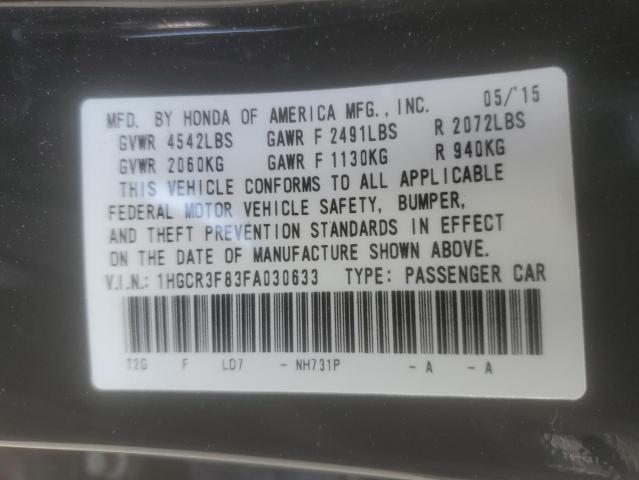 MFD. BY HONDA OF AMERICA MFG., INC. 05/'15
GVWR 4542LBS GAWR F 2491LBS R 2072LBS
GVWR 2060KG GAWR F 1130KG R 940KG
THIS VEHICLE CONFORMS TO ALL APPLICABLE
FEDERAL MOTOR VEHICLE SAFETY, BUMPER,
AND THEFT PREVENTION STANDARDS IN EFFECT
ON THE DATE OF MANUFACTURE SHOWN ABOVE.
V.I.N.: 1HGCR3F83FA030633 TYPE: PASSENGER CAR
T2G F LD7 - NH731P - A - A